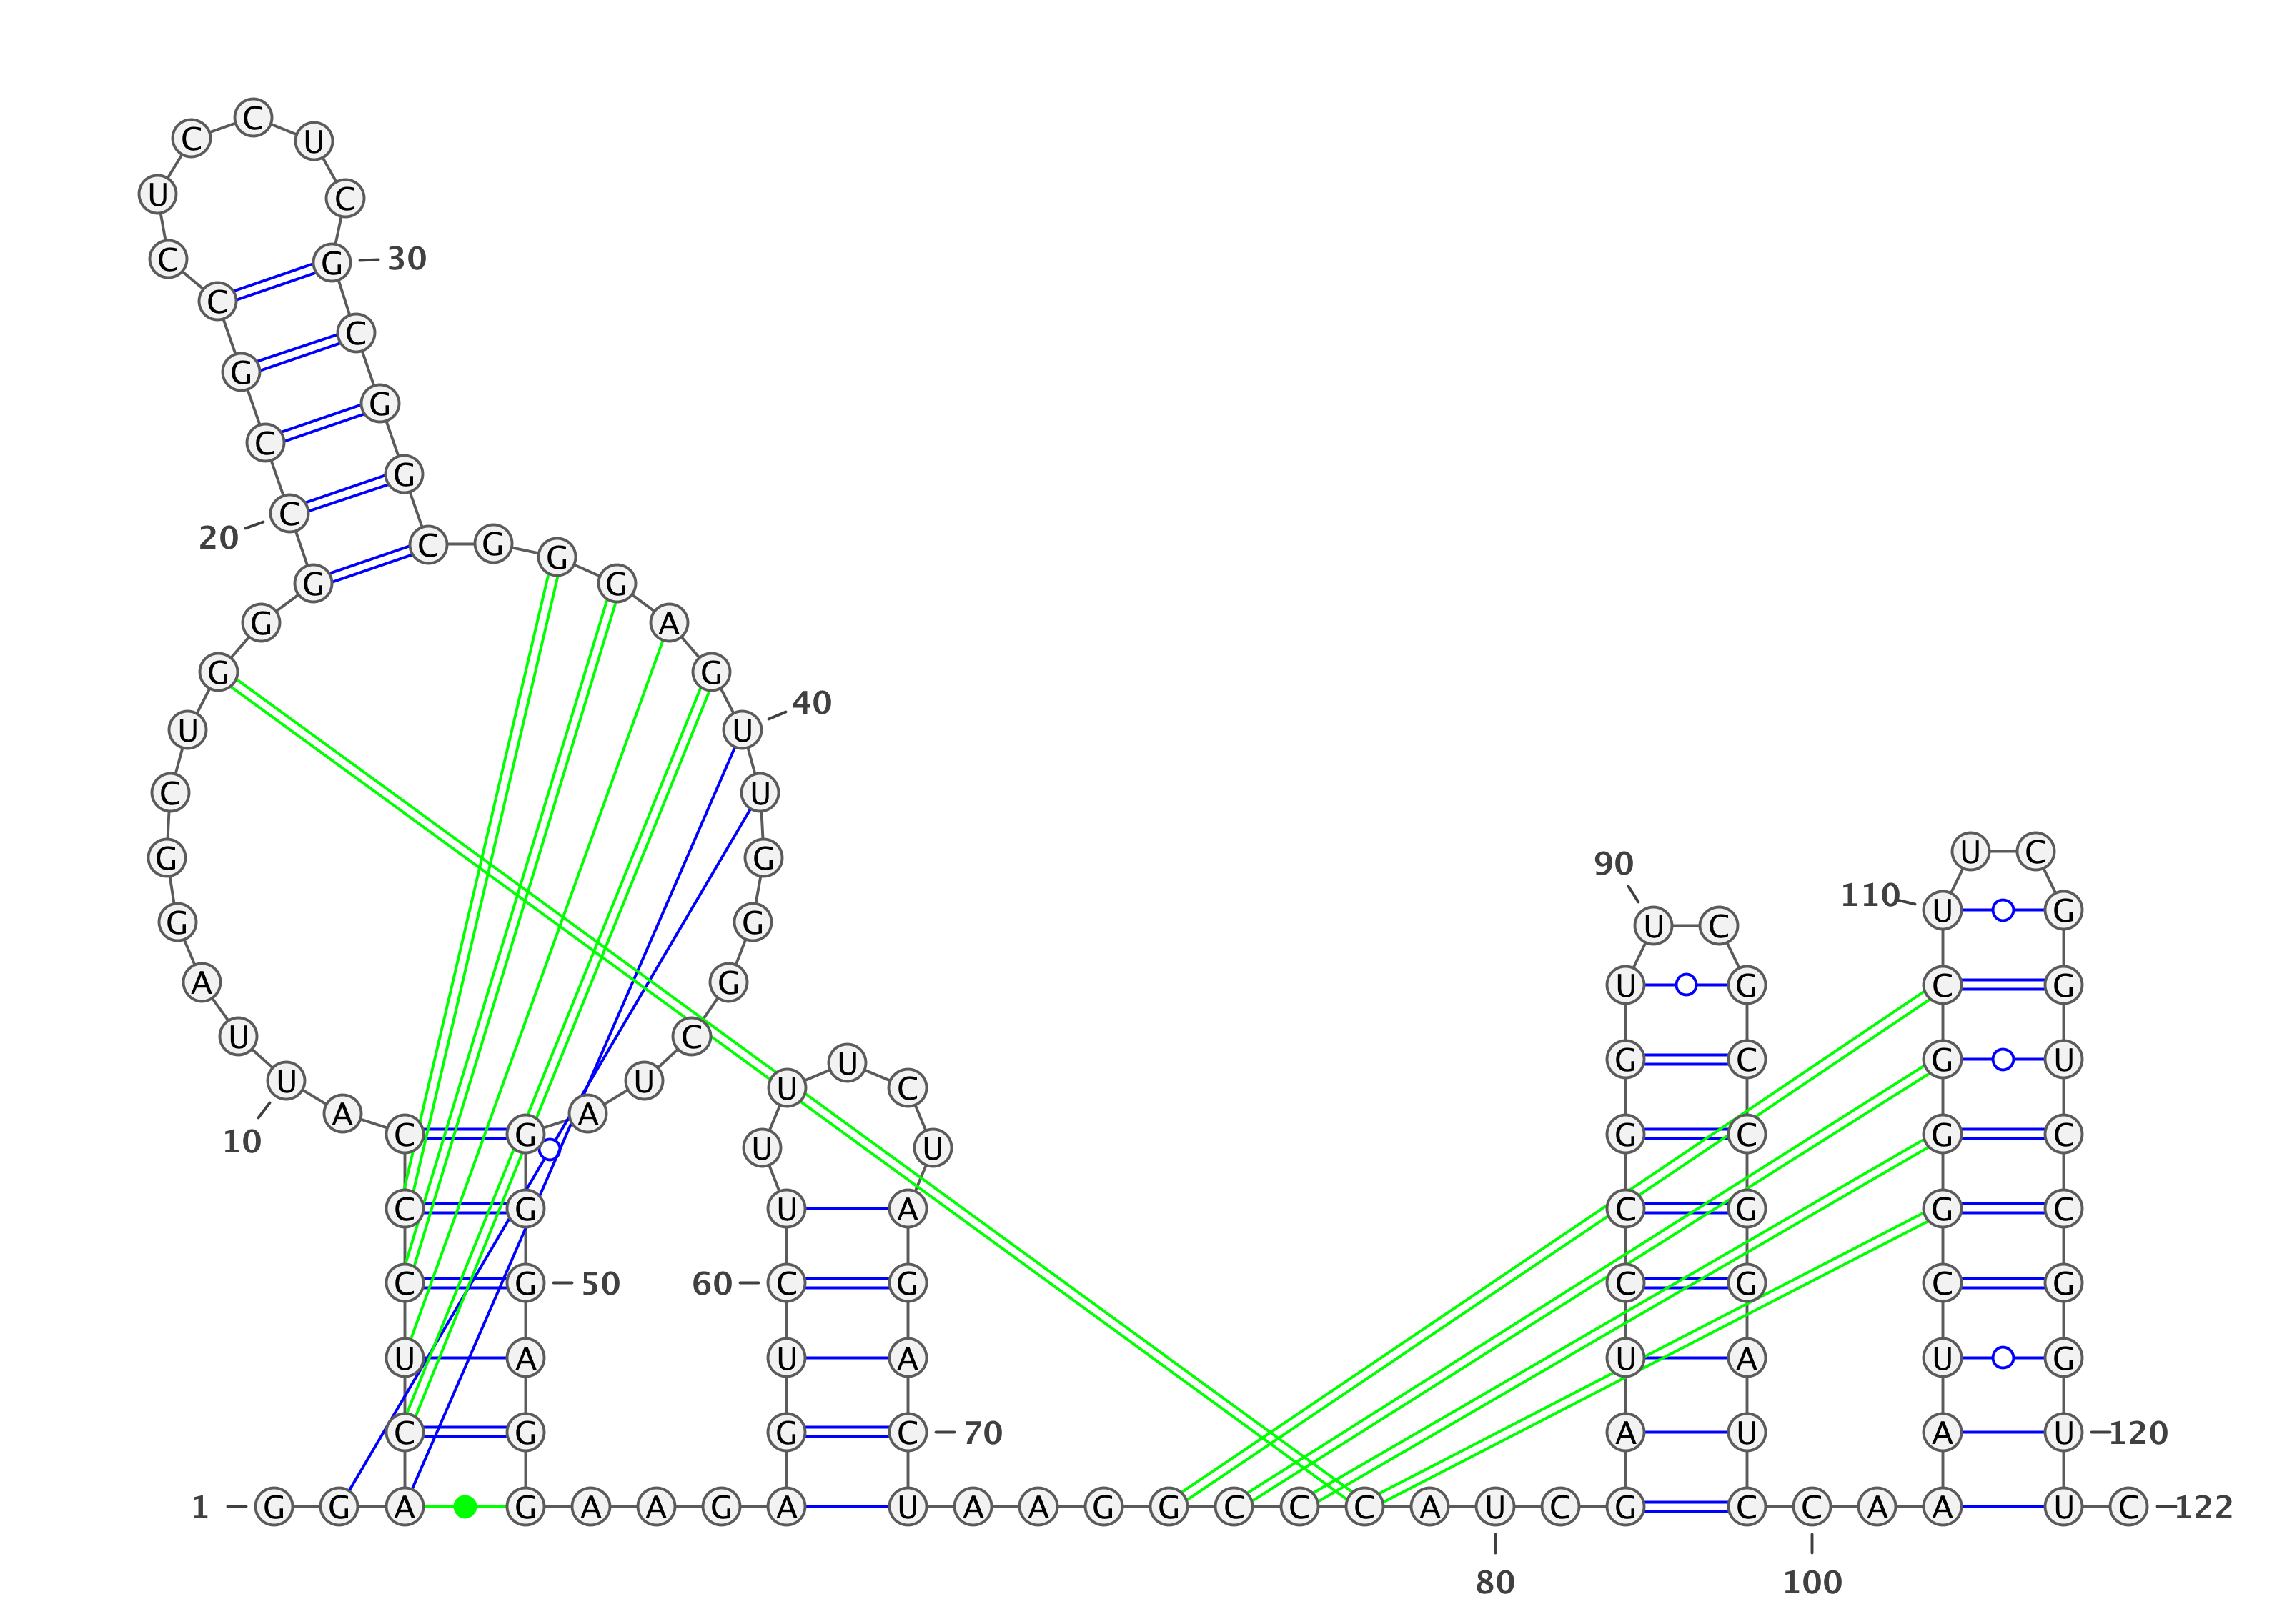 C
C U
U C
C G 30
C
C
G
G
C
G
C
20
C G G
G G
G A
G G
40
U U
C U
U C
G G
90
110
U G
G G U C
A G U G C G
U C
U G C G U
U U U C
A A
C G G C G C
10
U U
C G U A C G G C
C G 50 60 C G C G C G
U A U A U A U G
C G G C 70 A U A U 120
1 G G A G A A G A U A A G G C C C A U C G C C A A U C 122
80 100